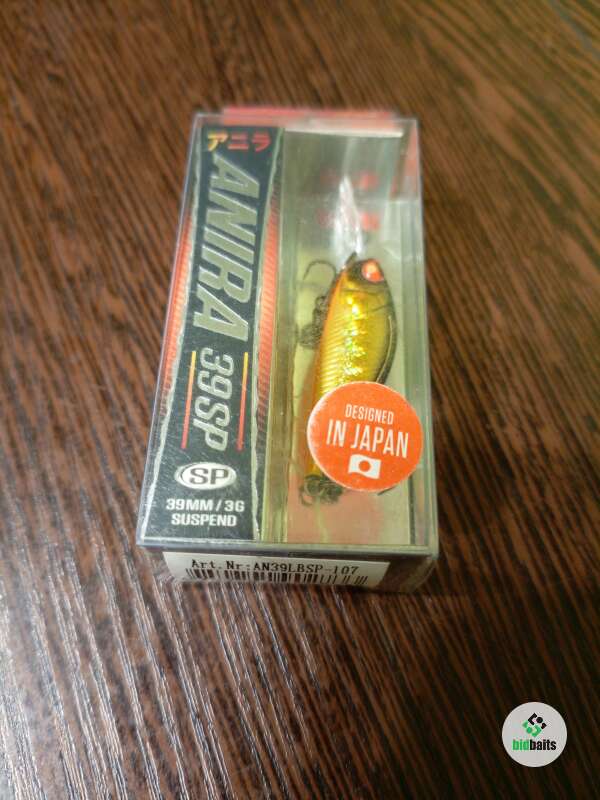 アニラ
ANIRA
39SP
SP
39MM/3G
SUSPEND
DESIGNED
IN JAPAN
Art.Nr:AN39LBSP-107
bidbaits